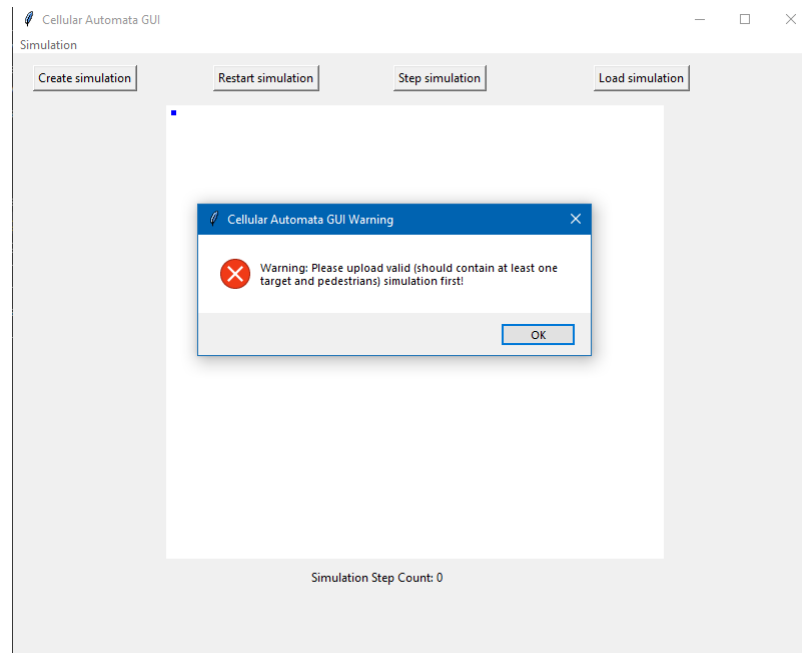 Cellular Automata GUI
Simulation
Create simulation
Restart simulation
Step simulation
Load simulation
Cellular Automata GUI Warning
Warning: Please upload valid (should contain at least one
target and pedestrians) simulation first!
OK
Simulation Step Count: 0